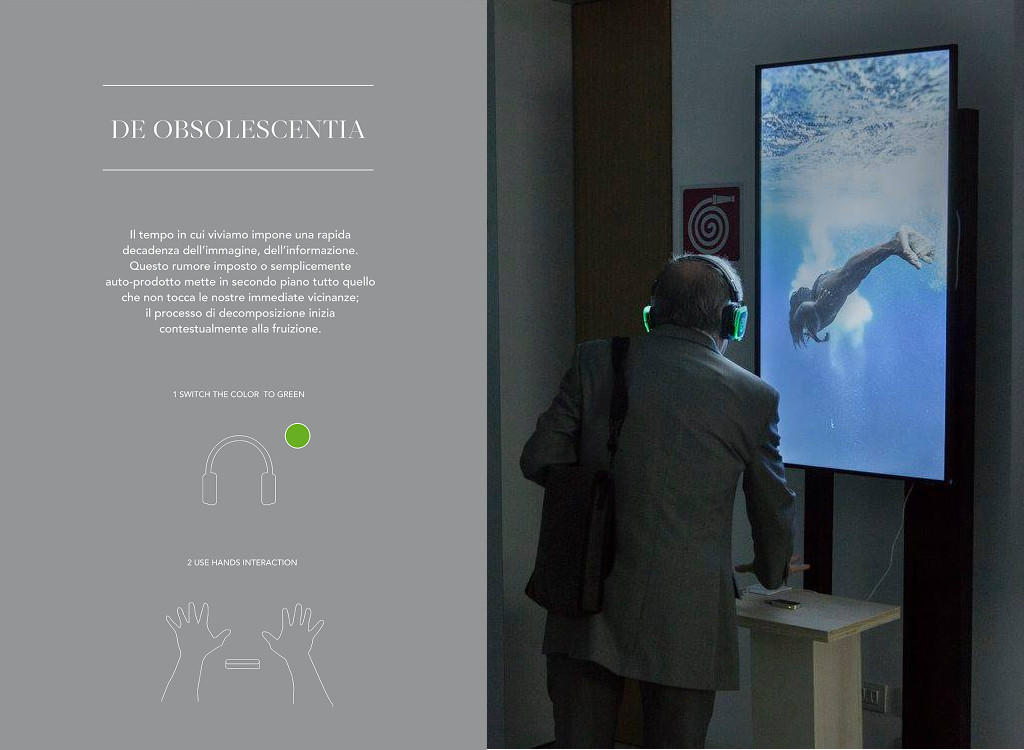 DE OBSOLESCENTIA
Il tempo in cui viviamo impone una rapida
decadenza dell'immagine, dell'informazione.
Questo rumore imposto o semplicemente
auto-prodotto mette in secondo piano tutto quello
che non tocca le nostre immediate vicinanze;
il processo di decomposizione inizia
contestualmente alla fruizione.
1 SWITCH THE COLOR TO GREEN
2 USE HANDS INTERACTION